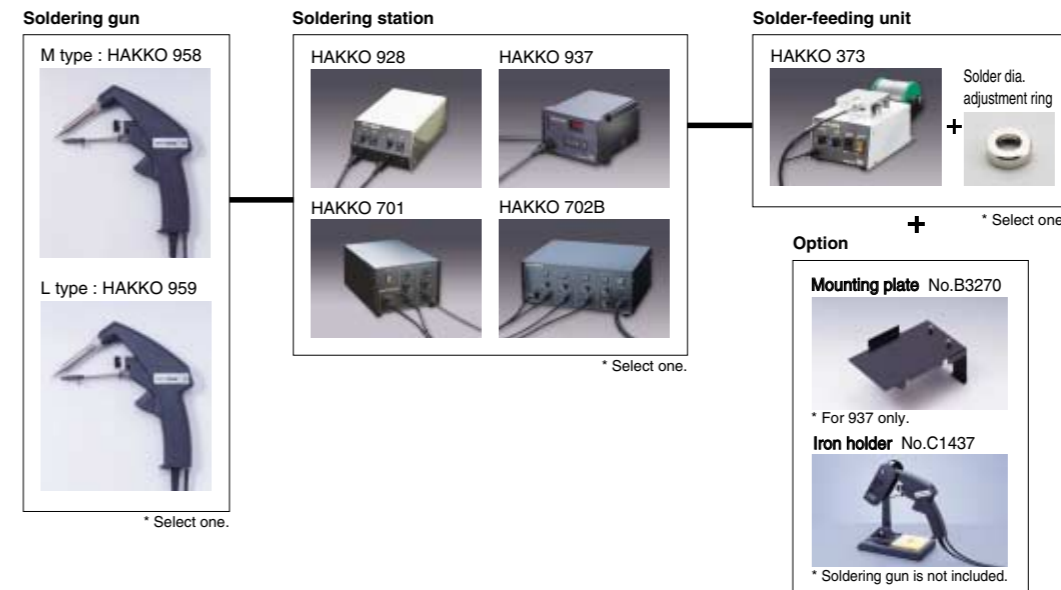 Soldering gun
M type : HAKKO 958
L type : HAKKO 959
* Select one.
Soldering station
HAKKO 928
HAKKO 937
HAKKO 701
HAKKO 702B
* Select one.
Solder-feeding unit
HAKKO 373
+
Solder dia.
adjustment ring
* Select one
+
Option
Mounting plate No.B3270
* For 937 only.
Iron holder No.C1437
* Soldering gun is not included.